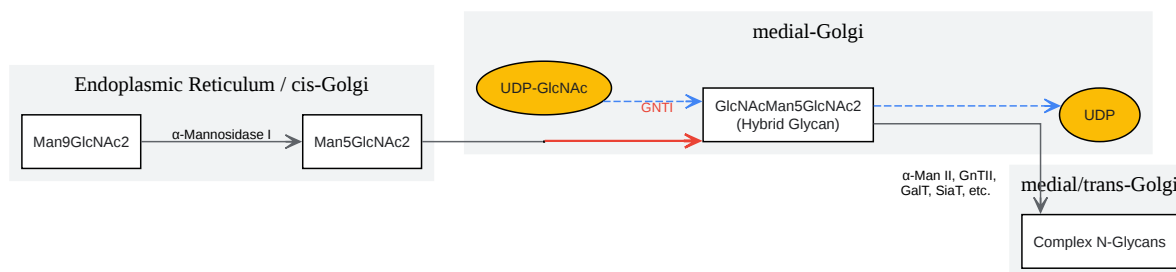 medial-Golgi
Endoplasmic Reticulum / cis-Golgi
UDP-GlcNAc
GNTI
GlcNAcMan5GlcNAc2
(Hybrid Glycan)
UDP
Man9GlcNAc2
α-Mannosidase I
Man5GlcNAc2
α-Man II, GnTII,
GalT, SiaT, etc.
medial/trans-Golgi
Complex N-Glycans